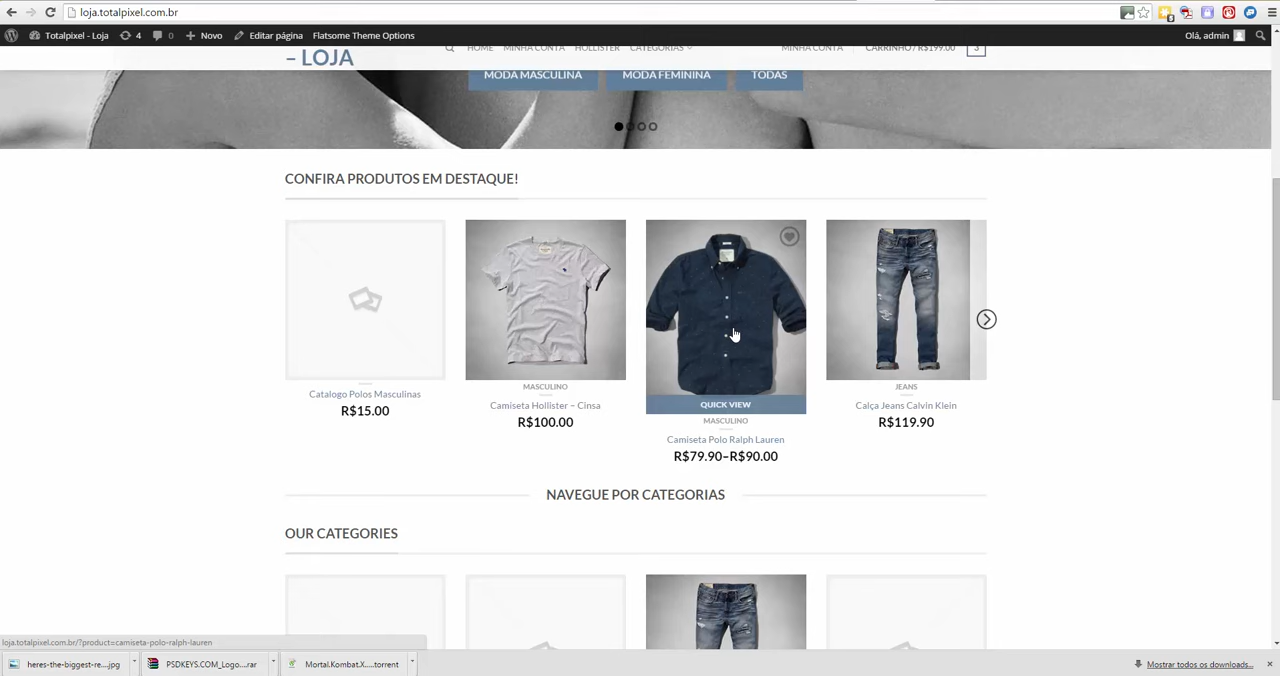 loja.totalpixel.com.br
Totalpixel - Loja 4 0 Novo Editar página Flatsome Theme Options Olá, admin
– LOJA HOME MINHA CONTA HOLLISTER CATEGORIAS MINHA CONTA CARRINHO / R$199.00 3
MODA MASCULINA MODA FEMININA TODAS
CONFIRA PRODUTOS EM DESTAQUE!
MASCULINO JEANS
Catalogo Polos Masculinas Camiseta Hollister – Cinsa QUICK VIEW Calça Jeans Calvin Klein
R$15.00 R$100.00 MASCULINO R$119.90
Camiseta Polo Ralph Lauren
R$79.90–R$90.00
NAVEGUE POR CATEGORIAS
OUR CATEGORIES
loja.totalpixel.com.br/?product=camiseta-polo-ralph-lauren
heres-the-biggest-re....jpg PSDKEYS.COM_Logo....rar Mortal.Kombat.X.....torrent Mostrar todos os downloads...